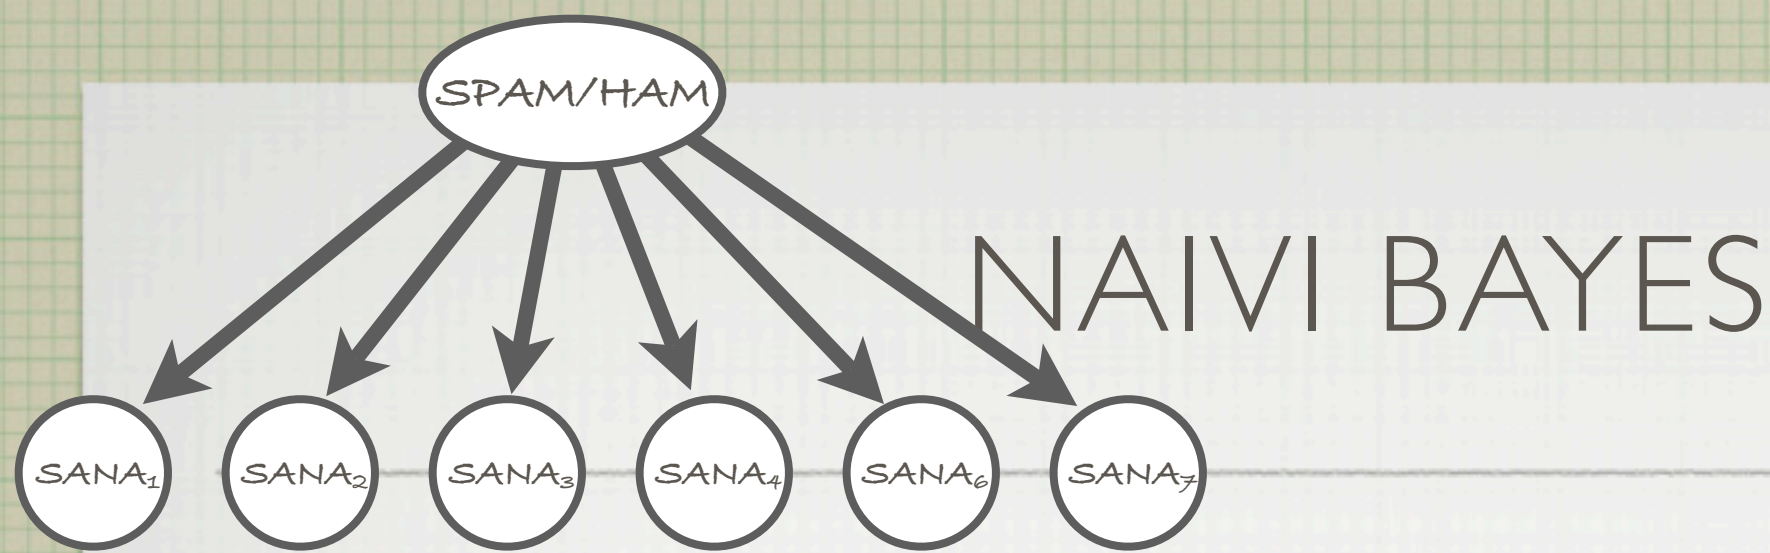 SPAM/HAM
NAIVI BAYES
SANA₁ SANA₂ SANA₃ SANA₄ SANA₆ SANA₇